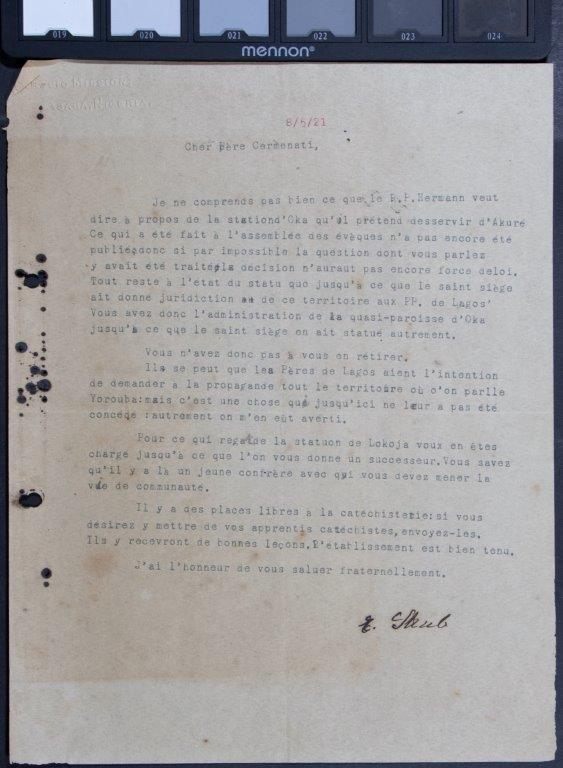 019 020 021 022 023 024
mennon®
8/5/21
Cher Père Cermenati,
Je ne comprends pas bien ce que le R.P.Hermann veut
dire à propos de la stationd'Oka qu'il prétend desservir d'Akuré
Ce qui a été fait à l'assemblée des évèques n'a pas encore été
publié,donc si par impossible la question dont vous parlez
y avait été traitée,la décision n'aurait pas encore force deloi.
Tout reste à l'état du statu quo jusqu'à ce que le saint siège
ait donné juridiction de ce territoire aux PP. de Lagos'
Vous avez donc l'administration de la quasi-paroisse d'Oka
jusqu'à ce que le saint siège en ait statué autrement.
Vous n'avez donc pas à vous en retirer.
Ils se peut que les Pères de Lagos aient l'intention
de demander à la propagande tout le territoire où c'on parlle
Yorouba:mais c'est une chose qui jusqu'ici ne leur a pas été
concédé :autrement on m'en eût averti.
Pour ce qui regarde la statuon de Lokoja voux en êtes
chargé jusqu'à ce que l'on vous donne un successeur.Vous savez
qu'il y a là un jeune confrère avec qui vous devez mener la
vie de communauté.
Il y a des places libres à la catéchisterie:si vous
désirez y mettre de vos apprentis catéchistes,envoyez-les.
Ils y recevront de bonnes leçons.L'établissement est bien tenu.
J'ai l'honneur de vous saluer fraternellement.